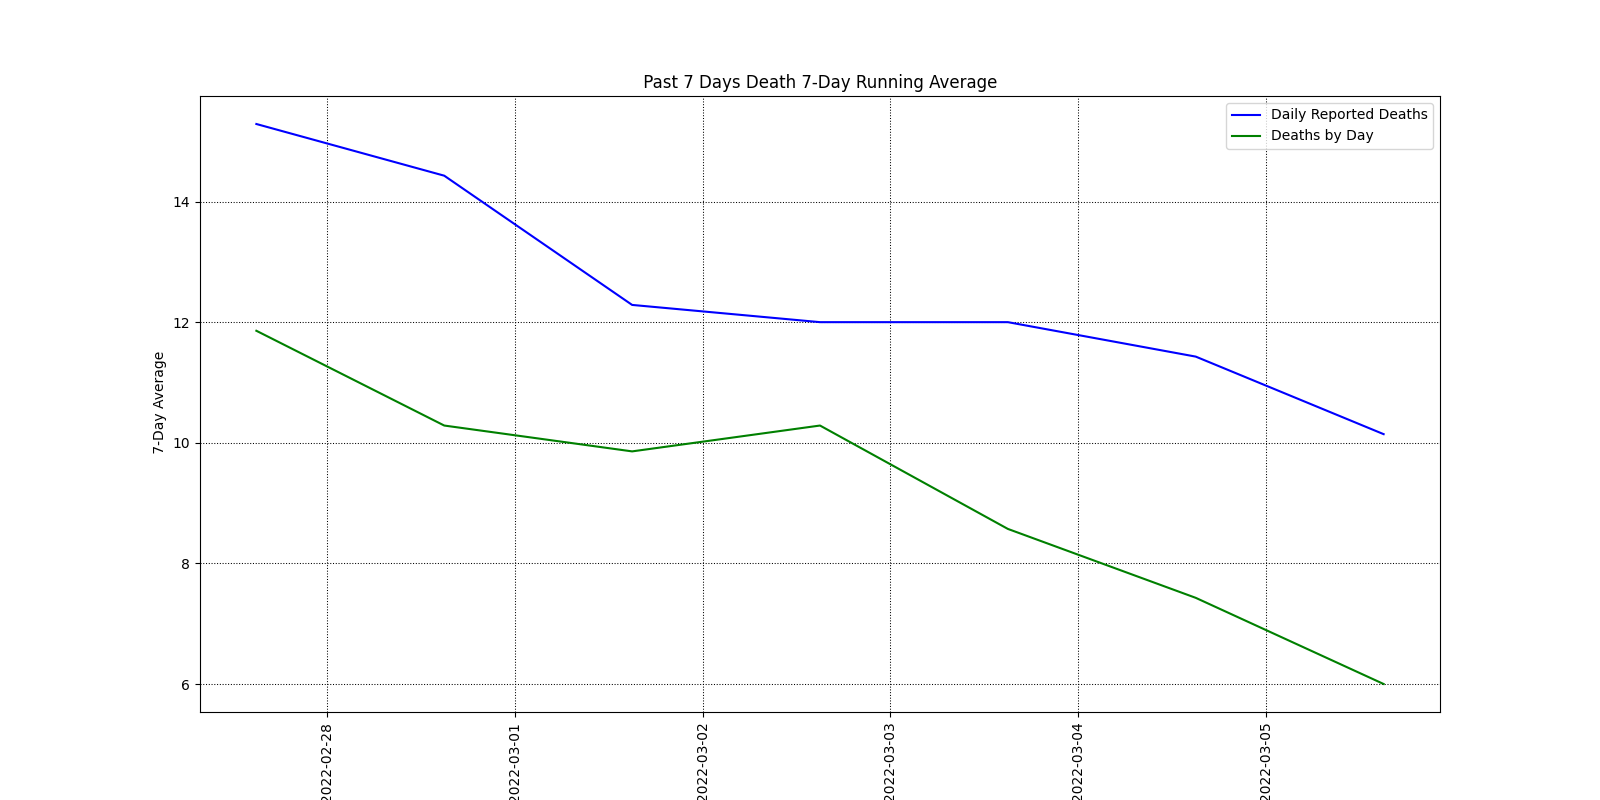 Past 7 Days Death 7-Day Running Average
Daily Reported Deaths
Deaths by Day
7-Day Average
14
12
10
8
6
2022-02-28
2022-03-01
2022-03-02
2022-03-03
2022-03-04
2022-03-05